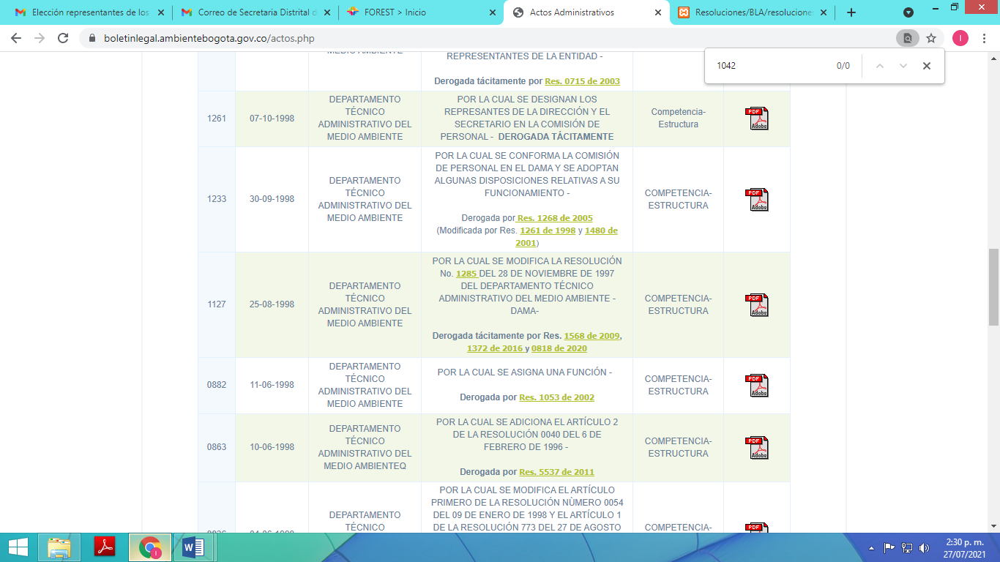 Elección representantes de los
Correo de Secretaria Distrital d
FOREST > Inicio
Actos Administrativos
Resoluciones/BLA/resoluciones
boletinlegal.ambientebogota.gov.co/actos.php
I
1042
0/0
MEDIO AMBIENTE
REPRESENTANTES DE LA ENTIDAD -
Derogada tácitamente por Res. 0715 de 2003
1261
07-10-1998
DEPARTAMENTO
TÉCNICO
ADMINISTRATIVO DEL
MEDIO AMBIENTE
POR LA CUAL SE DESIGNAN LOS
REPRESANTES DE LA DIRECCIÓN Y EL
SECRETARIO EN LA COMISIÓN DE
PERSONAL - DEROGADA TÁCITAMENTE
Competencia-
Estructura
PDF
Adobe
1233
30-09-1998
DEPARTAMENTO
TÉCNICO
ADMINISTRATIVO DEL
MEDIO AMBIENTE
POR LA CUAL SE CONFORMA LA COMISIÓN
DE PERSONAL EN EL DAMA Y SE ADOPTAN
ALGUNAS DISPOSICIONES RELATIVAS A SU
FUNCIONAMIENTO -
Derogada por Res. 1268 de 2005
(Modificada por Res. 1261 de 1998 y 1480 de
2001)
COMPETENCIA-
ESTRUCTURA
PDF
Adobe
1127
25-08-1998
DEPARTAMENTO
TÉCNICO
ADMINISTRATIVO DEL
MEDIO AMBIENTE
POR LA CUAL SE MODIFICA LA RESOLUCIÓN
No. 1285 DEL 28 DE NOVIEMBRE DE 1997
DEL DEPARTAMENTO TÉCNICO
ADMINISTRATIVO DEL MEDIO AMBIENTE -
DAMA-
Derogada tácitamente por Res. 1568 de 2009,
1372 de 2016 y 0818 de 2020
COMPETENCIA-
ESTRUCTURA
PDF
Adobe
0882
11-06-1998
DEPARTAMENTO
TÉCNICO
ADMINISTRATIVO DEL
MEDIO AMBIENTE
POR LA CUAL SE ASIGNA UNA FUNCIÓN -
Derogada por Res. 1053 de 2002
COMPETENCIA-
ESTRUCTURA
PDF
Adobe
0863
10-06-1998
DEPARTAMENTO
TÉCNICO
ADMINISTRATIVO DEL
MEDIO AMBIENTEQ
POR LA CUAL SE ADICIONA EL ARTÍCULO 2
DE LA RESOLUCIÓN 0040 DEL 6 DE
FEBRERO DE 1996 -
Derogada por Res. 5537 de 2011
COMPETENCIA-
ESTRUCTURA
PDF
Adobe
DEPARTAMENTO
TÉCNICO
POR LA CUAL SE MODIFICA EL ARTÍCULO
PRIMERO DE LA RESOLUCIÓN NÙMERO 0054
DEL 09 DE ENERO DE 1998 Y EL ARTÍCULO 1
DE LA RESOLUCIÓN 773 DEL 27 DE AGOSTO
COMPETENCIA-
PDF
2:30 p. m.
27/07/2021